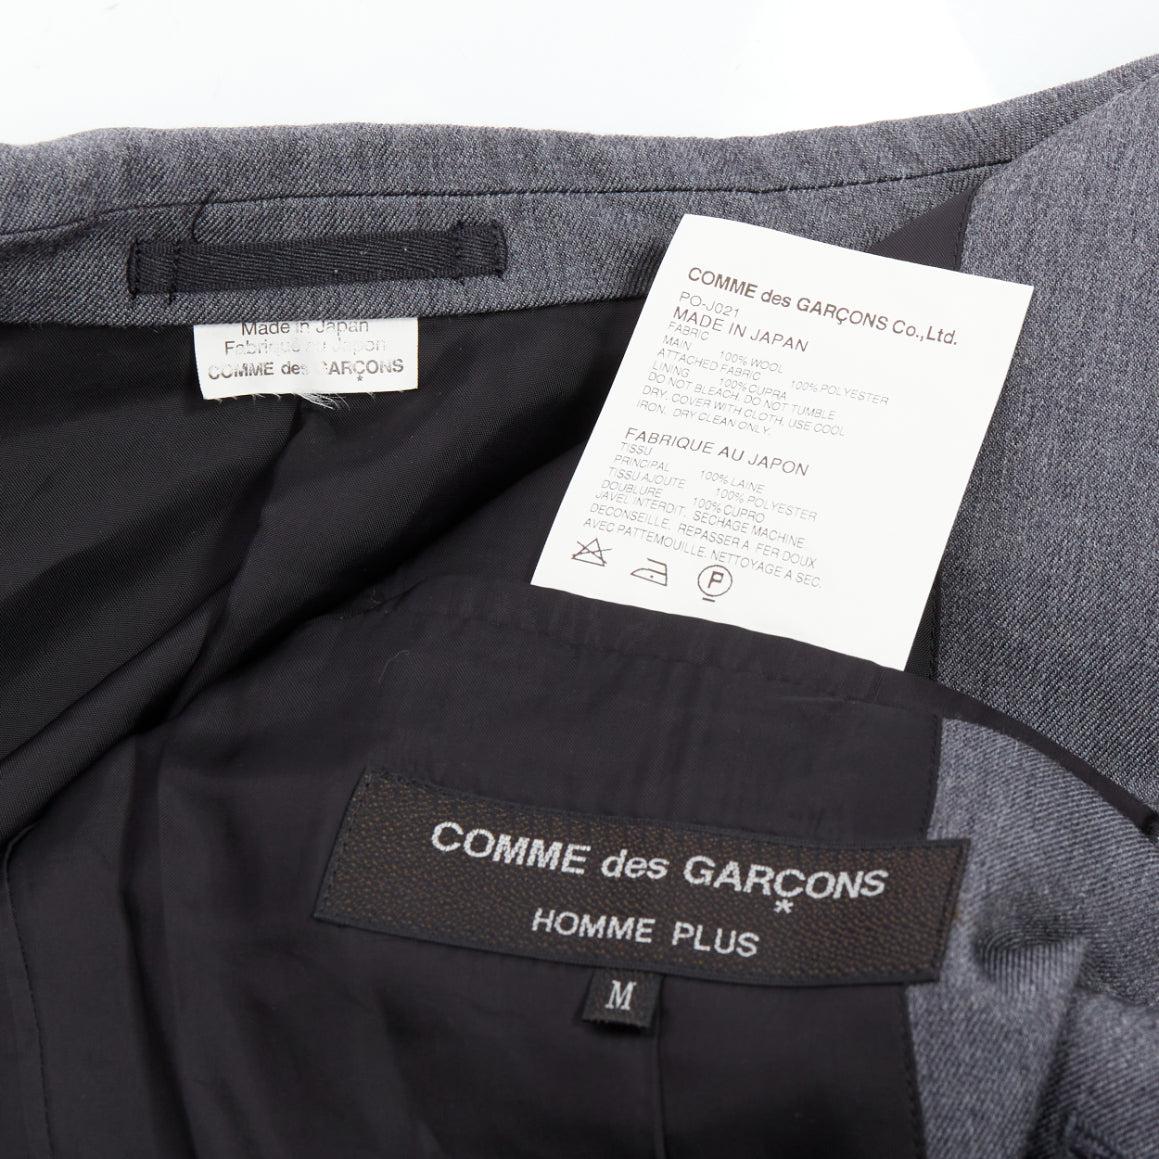 Made in Japan
Fabriqué au Japon
COMME des GARÇONS
COMME des GARÇONS Co.,Ltd.
PO-J021
MADE IN JAPAN
FABRIC
MAIN 100% WOOL
ATTACHED FABRIC 100% POLYESTER
LINING 100% CUPRA
DO NOT BLEACH. DO NOT TUMBLE
DRY. COVER WITH CLOTH. USE COOL
IRON. DRY CLEAN ONLY.
FABRIQUE AU JAPON
TISSU
PRINCIPAL 100% LAINE
TISSU AJOUTE 100% POLYESTER
DOUBLURE 100% CUPRO
JAVEL INTERDIT. SECHAGE MACHINE
DECONSEILLE. REPASSER A FER DOUX
AVEC PATTEMOUILLE. NETTOYAGE A SEC.
P
COMME des GARÇONS
HOMME PLUS
M